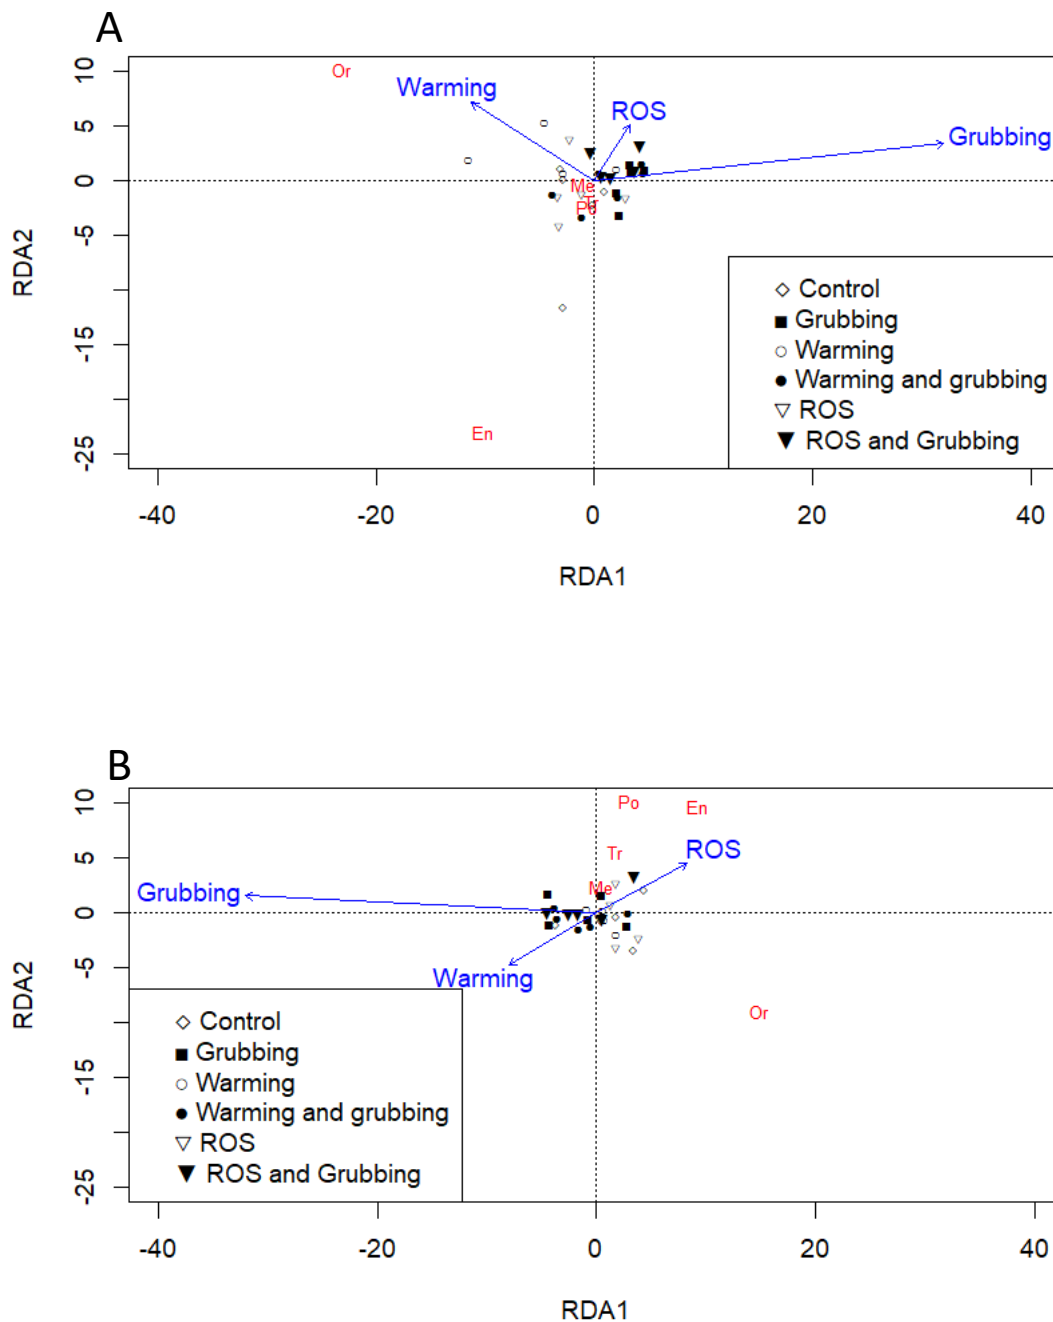 A
10
5
0
-5
-15
-25
RDA2
Or
Warming
ROS
Grubbing
Me
Tr
Po
En
Control
Grubbing
Warming
Warming and grubbing
ROS
ROS and Grubbing
-40
-20
0
20
40
RDA1
B
10
5
0
-5
-15
-25
RDA2
Po
En
Tr
ROS
Me
Grubbing
Warming
Or
Control
Grubbing
Warming
Warming and grubbing
ROS
ROS and Grubbing
-40
-20
0
20
40
RDA1